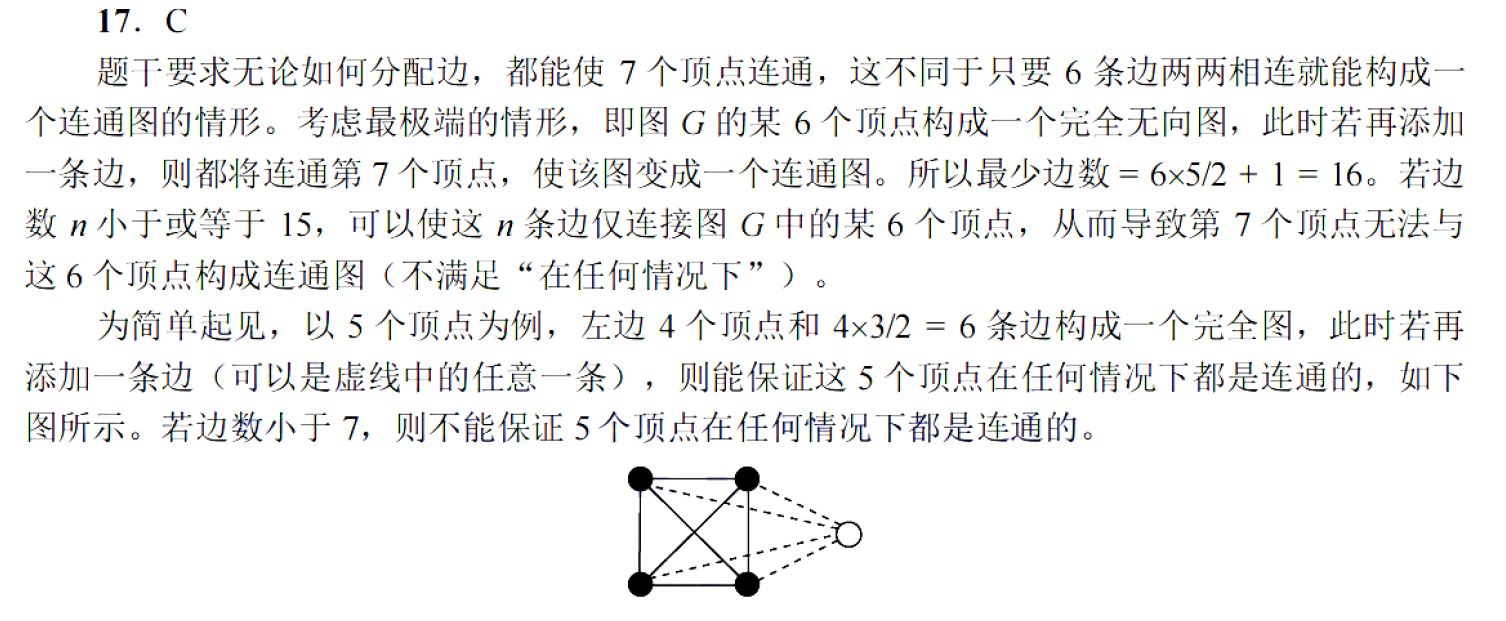 17. C
题干要求无论如何分配边，都能使 7 个顶点连通，这不同于只要 6 条边两两相连就能构成一
个连通图的情形。考虑最极端的情形，即图 G 的某 6 个顶点构成一个完全无向图，此时若再添加
一条边，则都将连通第 7 个顶点，使该图变成一个连通图。所以最少边数 = 6×5/2 + 1 = 16。若边
数 n 小于或等于 15，可以使这 n 条边仅连接图 G 中的某 6 个顶点，从而导致第 7 个顶点无法与
这 6 个顶点构成连通图（不满足“在任何情况下”）。
为简单起见，以 5 个顶点为例，左边 4 个顶点和 4×3/2 = 6 条边构成一个完全图，此时若再
添加一条边（可以是虚线中的任意一条），则能保证这 5 个顶点在任何情况下都是连通的，如下
图所示。若边数小于 7，则不能保证 5 个顶点在任何情况下都是连通的。